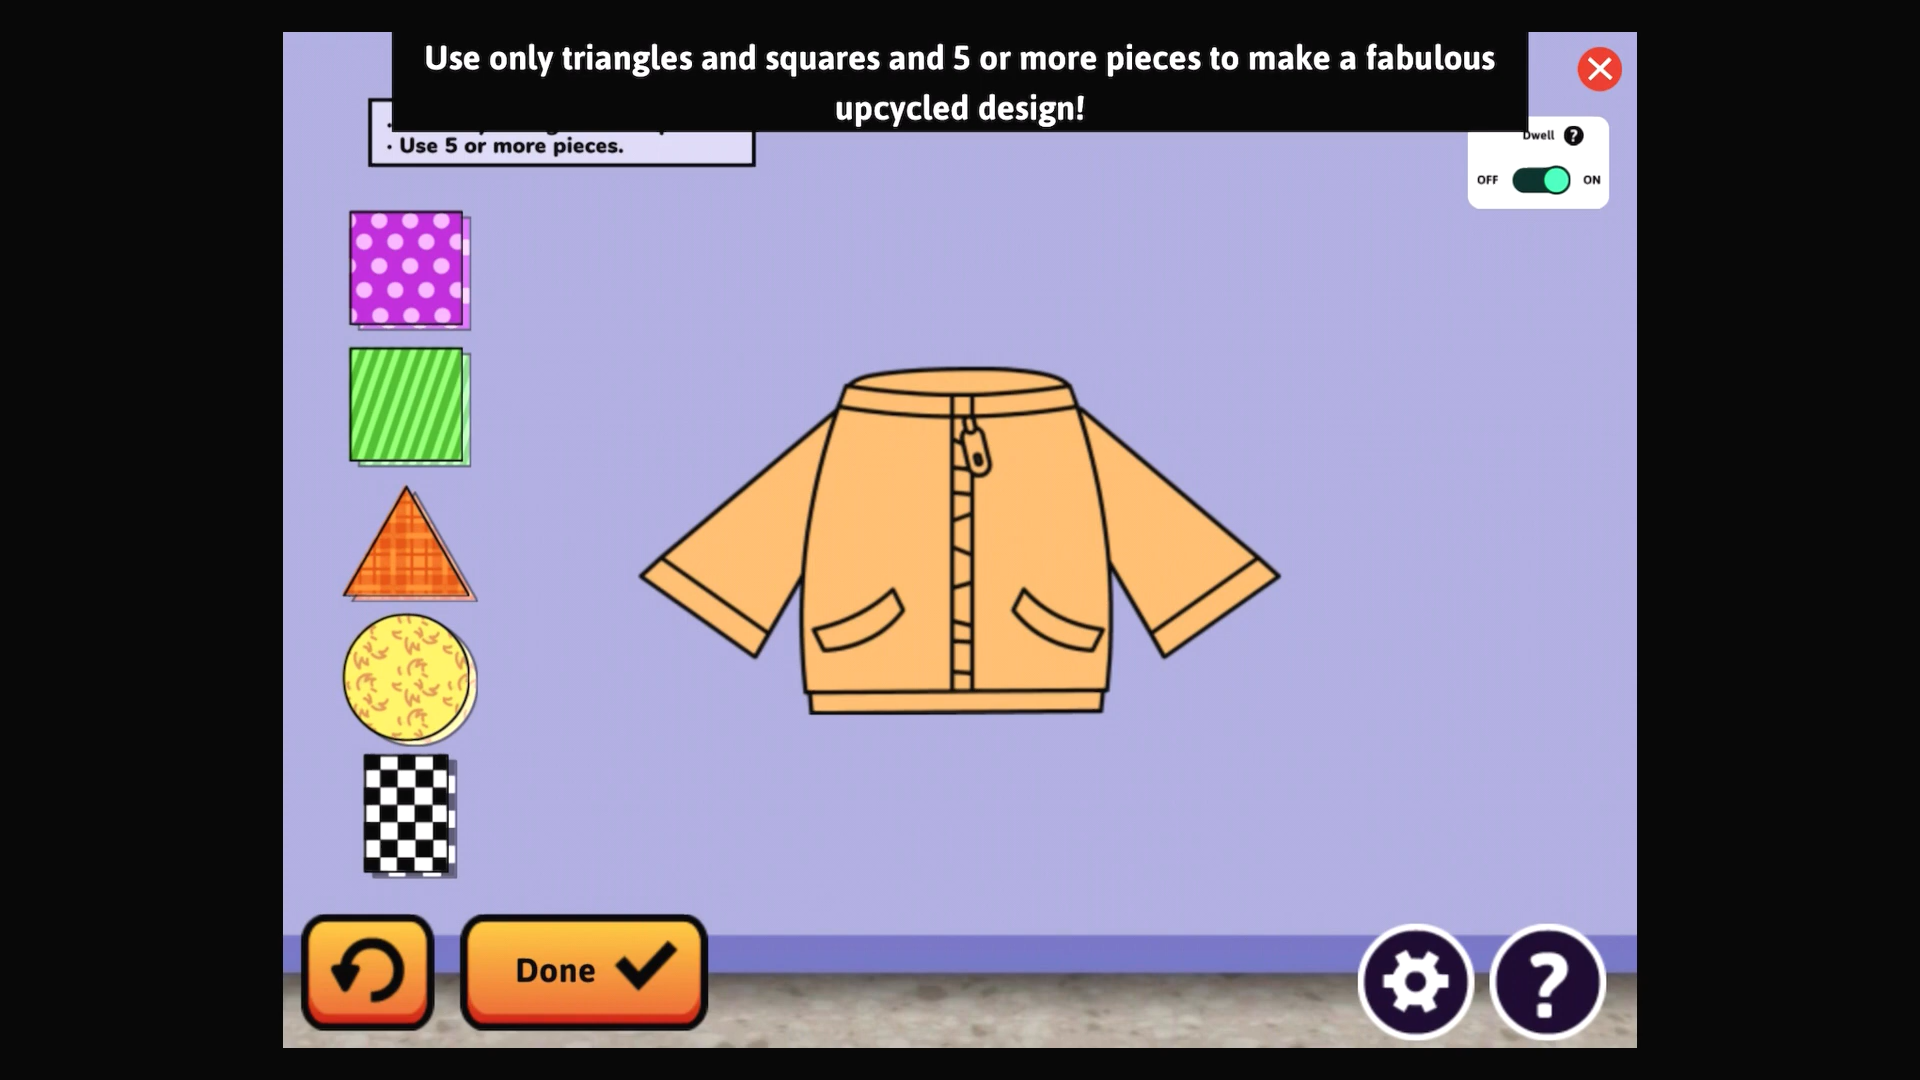 Use only triangles and squares and 5 or more pieces to make a fabulous
upcycled design!
· Use 5 or more pieces.
Dwell ?
OFF ON
Done
?